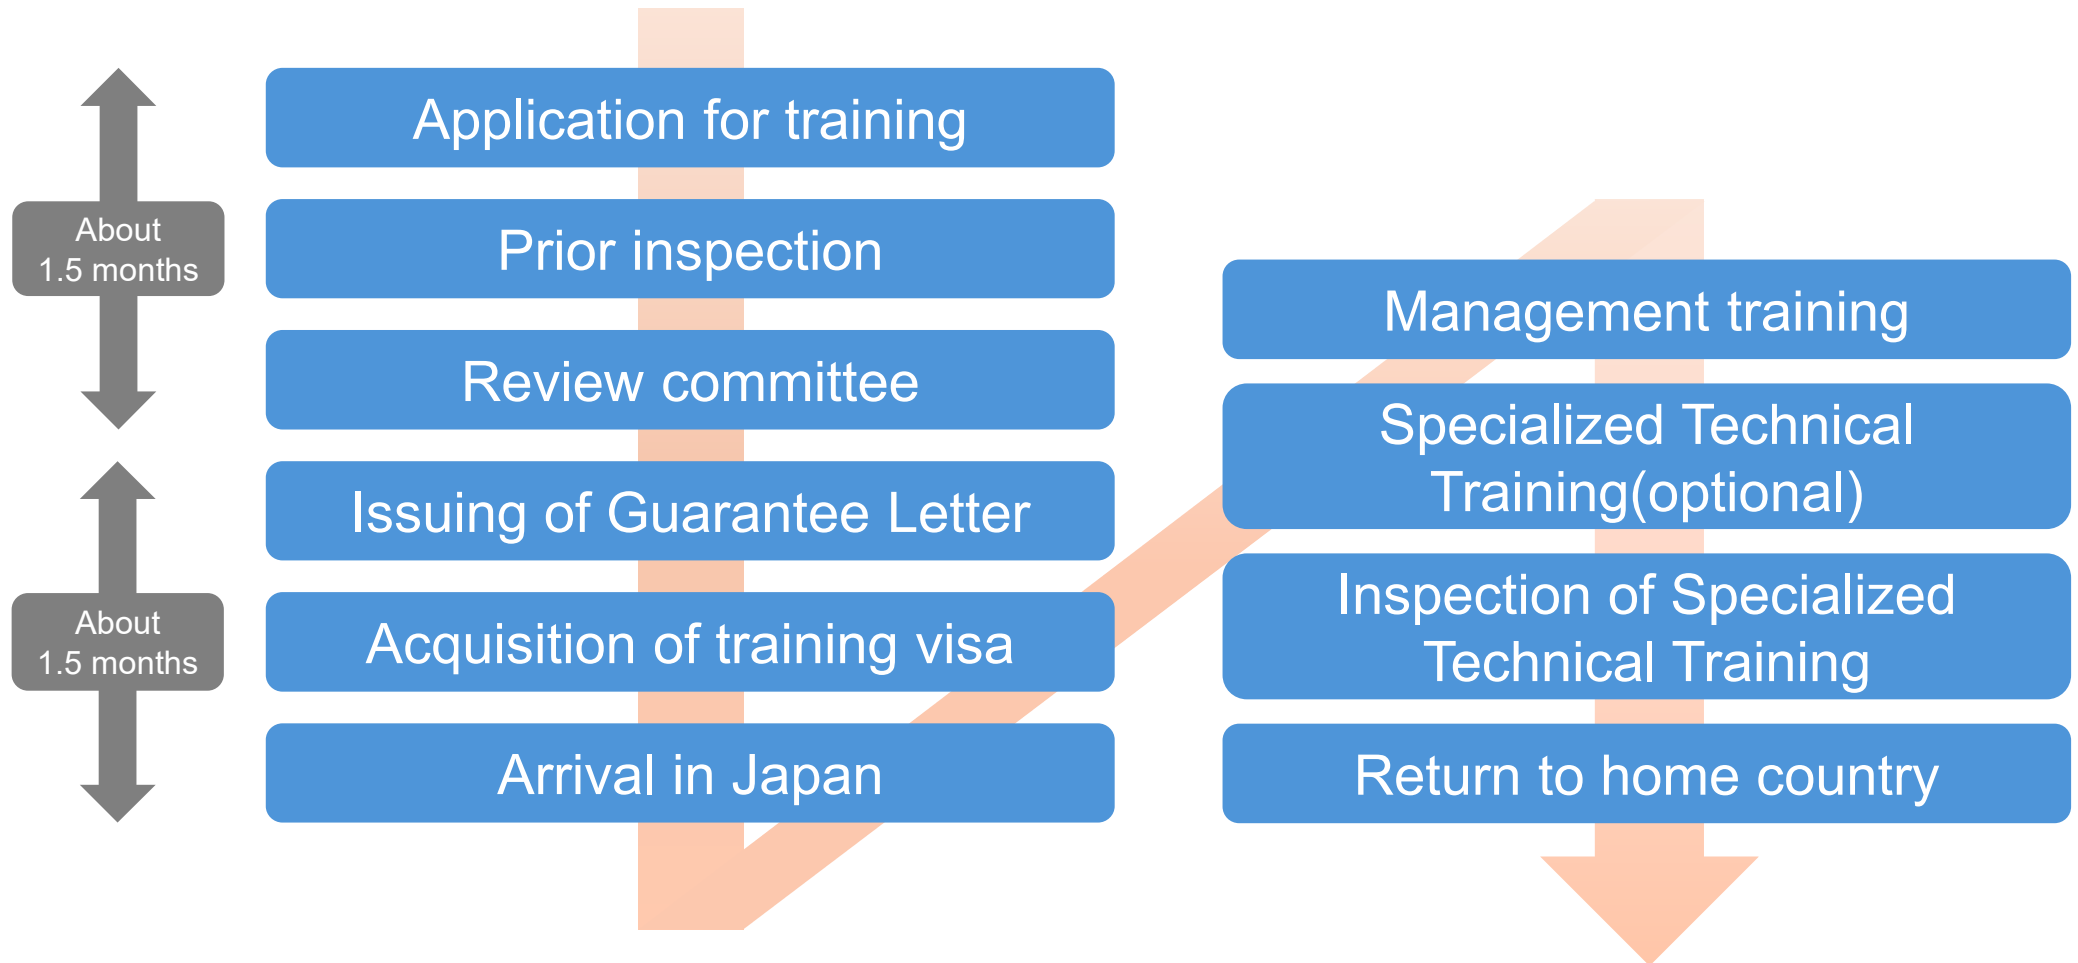 Application for training
About
1.5 months
Prior inspection
Review committee
Issuing of Guarantee Letter
About
1.5 months
Acquisition of training visa
Arrival in Japan
Management training
Specialized Technical
Training(optional)
Inspection of Specialized
Technical Training
Return to home country